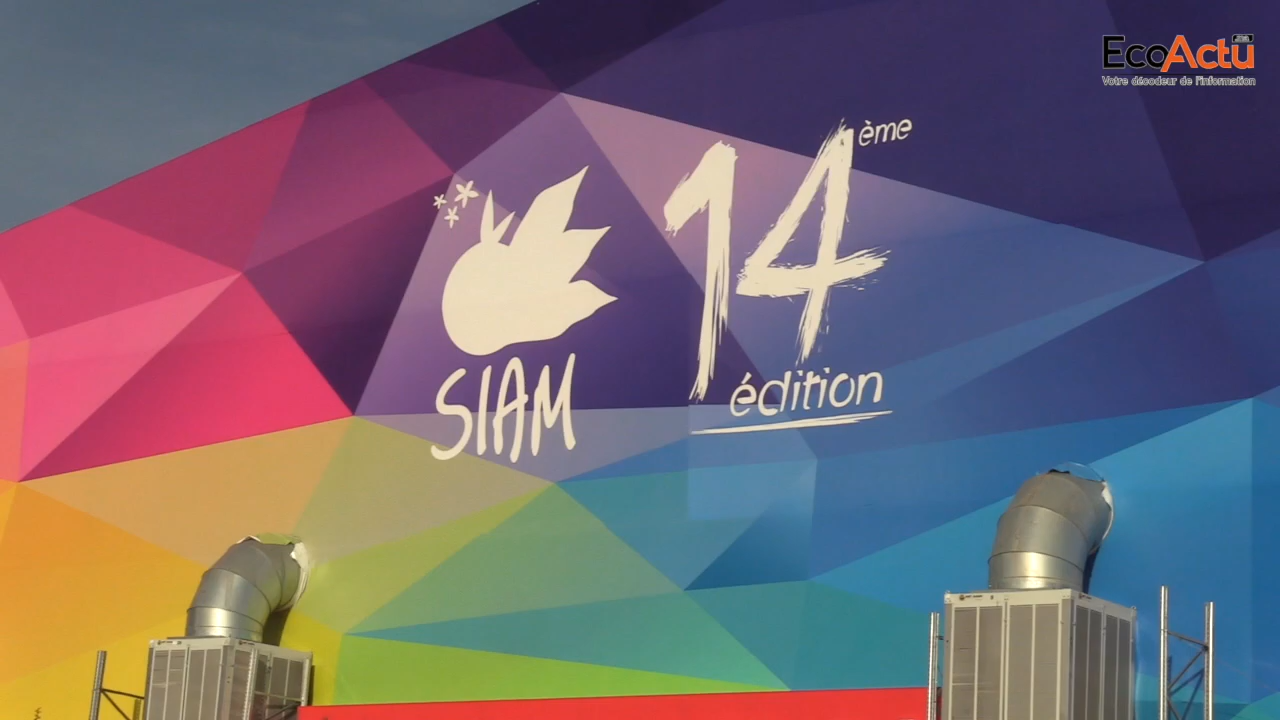 EcoActu
Votre décodeur de l'information
14ème
édition
SIAM